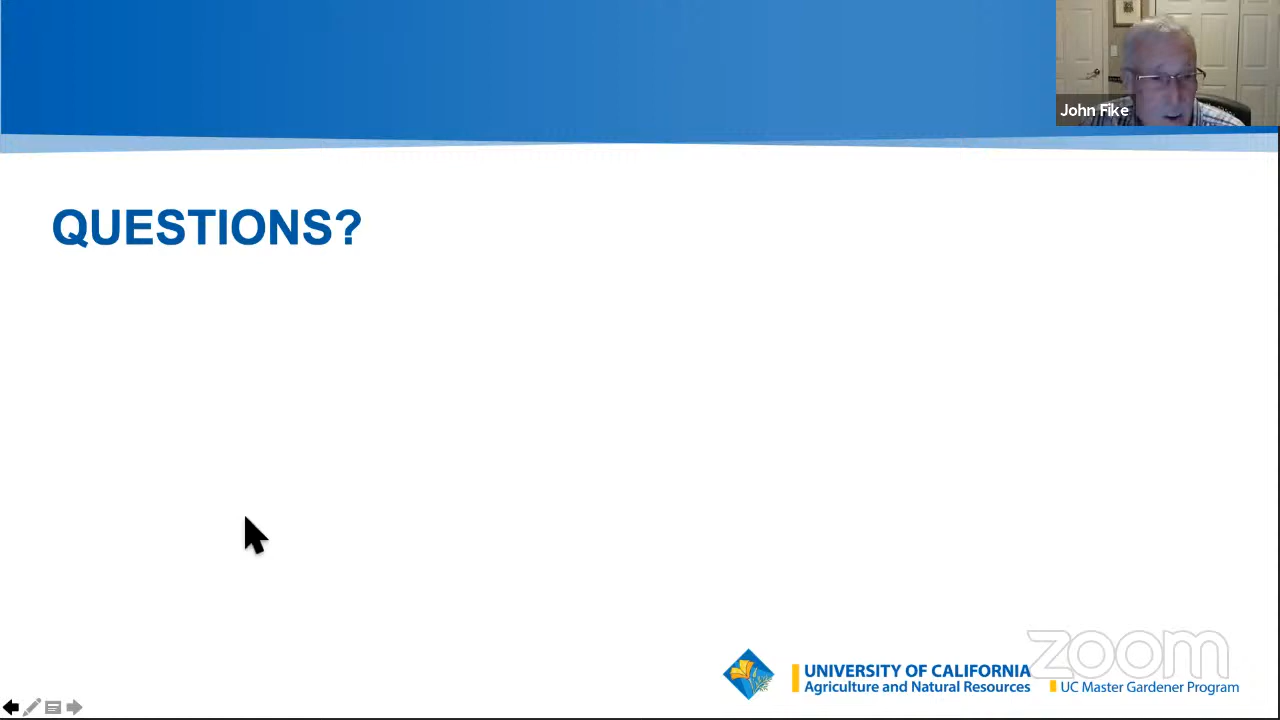 John Fike
QUESTIONS?
zoom
UNIVERSITY OF CALIFORNIA
Agriculture and Natural Resources
UC Master Gardener Program